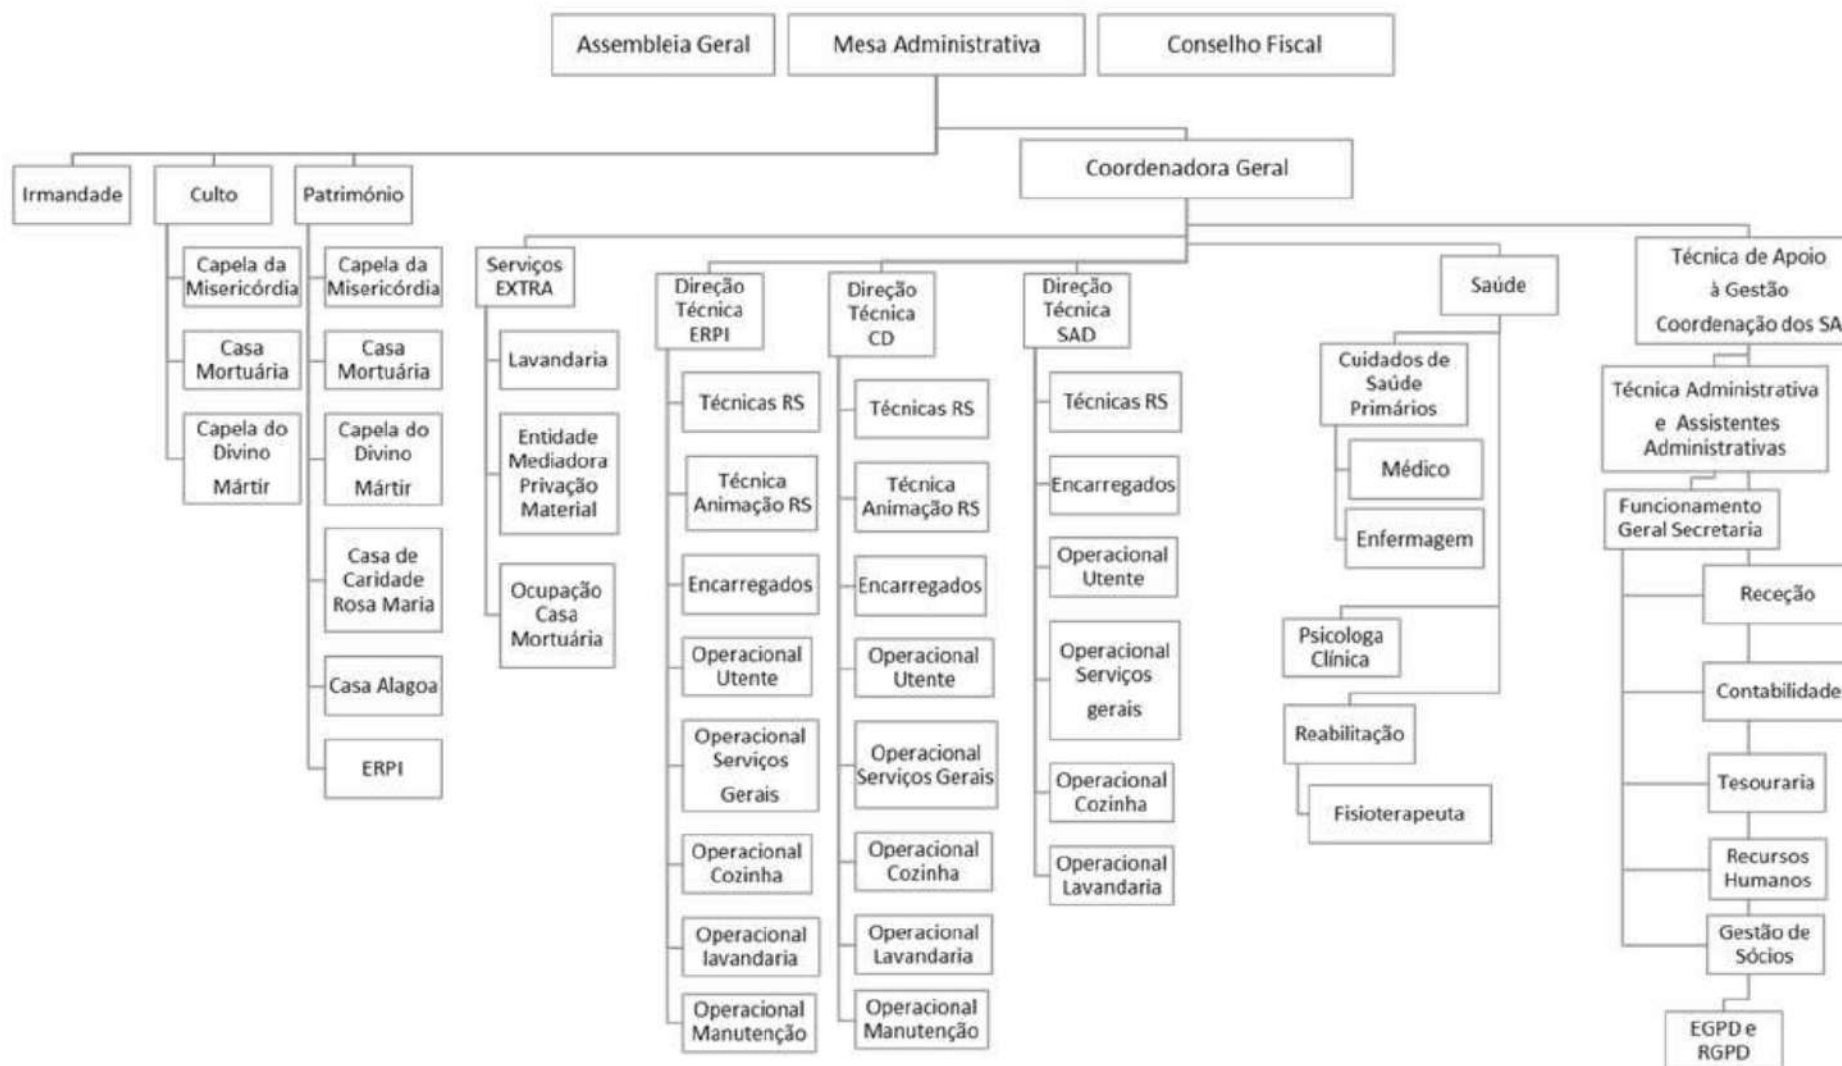 Assembleia Geral
Mesa Administrativa
Conselho Fiscal
Coordenadora Geral
Irmandade
Culto
Património
Capela da
Misericórdia
Casa
Mortuária
Capela do
Divino
Mártir
Capela da
Misericórdia
Casa
Mortuária
Capela do
Divino
Mártir
Casa de
Caridade
Rosa Maria
Casa Alagoa
ERPI
Serviços
EXTRA
Lavandaria
Entidade
Mediadora
Privação
Material
Ocupação
Casa
Mortuária
Direção
Técnica
ERPI
Técnicas RS
Técnica
Animação RS
Encarregados
Operacional
Utente
Operacional
Serviços
Gerais
Operacional
Cozinha
Operacional
lavandaria
Operacional
Manutenção
Direção
Técnica
CD
Técnicas RS
Técnica
Animação RS
Encarregados
Operacional
Utente
Operacional
Serviços Gerais
Operacional
Cozinha
Operacional
Lavandaria
Operacional
Manutenção
Direção
Técnica
SAD
Técnicas RS
Encarregados
Operacional
Utente
Operacional
Serviços
gerais
Operacional
Cozinha
Operacional
Lavandaria
Saúde
Cuidados de
Saúde
Primários
Médico
Enfermagem
Psicologa
Clínica
Reabilitação
Fisioterapeuta
Técnica de Apoio
à Gestão
Coordenação dos SA
Técnica Administrativa
e Assistentes
Administrativas
Funcionamento
Geral Secretaria
Receção
Contabilidade
Tesouraria
Recursos
Humanos
Gestão de
Sócios
EGPD e
RGPD